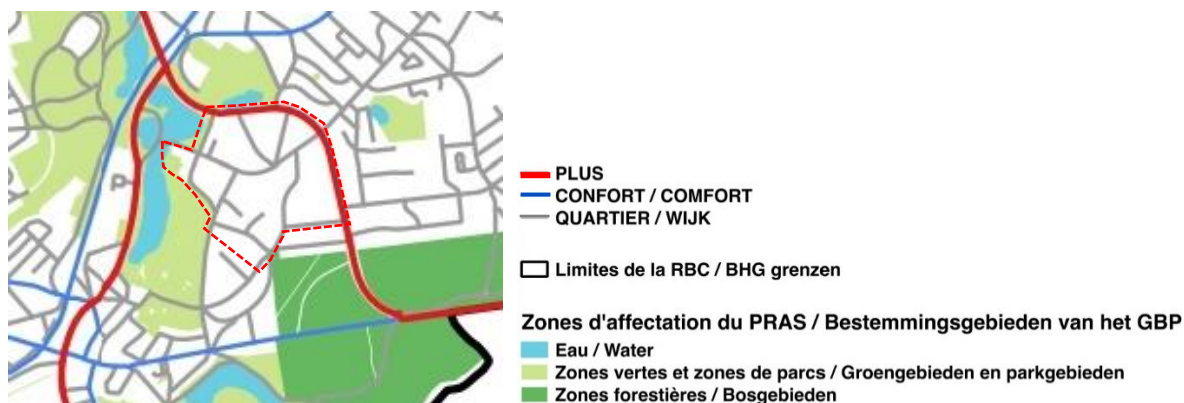 PLUS
CONFORT / COMFORT
QUARTIER / WIJK
Limites de la RBC / BHG grenzen
Zones d'affectation du PRAS / Bestemmingsgebieden van het GBP
Eau / Water
Zones vertes et zones de parcs / Groengebieden en parkgebieden
Zones forestières / Bosgebieden